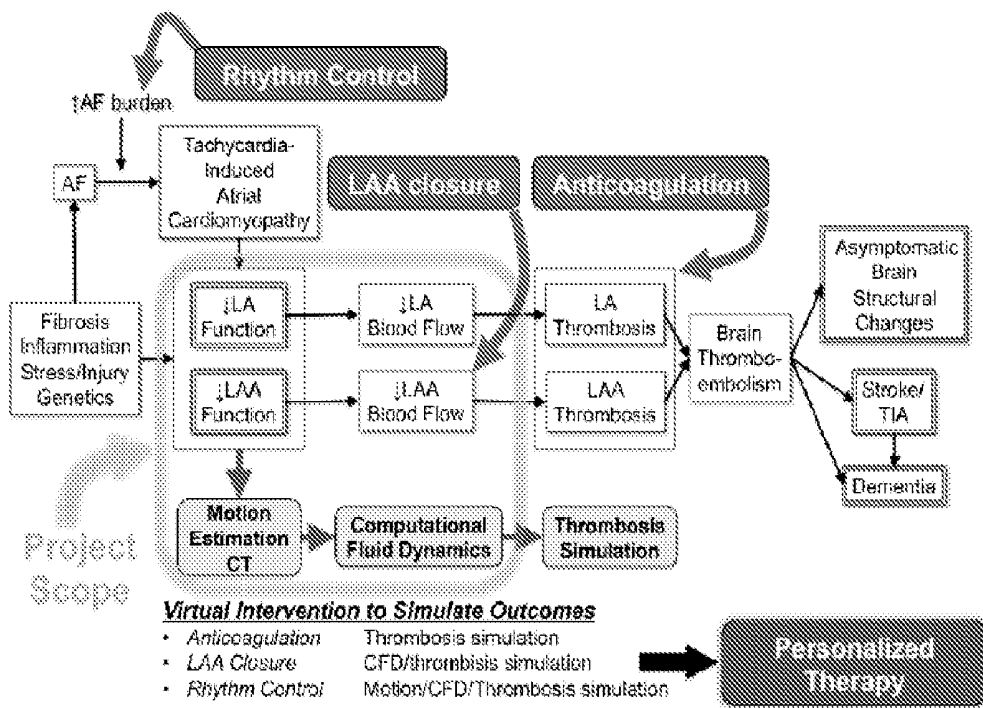 Rhythm Control
↑AF burden
Tachycardia-
Induced
Atrial
Cardiomyopathy
AF
LAA closure
Anticoagulation
Fibrosis
Inflammation
Stress/Injury
Genetics
↓LA
Function
↓LA
Blood Flow
LA
Thrombosis
↓LAA
Function
↓LAA
Blood Flow
LAA
Thrombosis
Brain
Thrombo-
embolism
Asymptomatic
Brain
Structural
Changes
Stroke/
TIA
Dementia
Project
Scope
Motion
Estimation
CT
Computational
Fluid Dynamics
Thrombosis
Simulation
Virtual Intervention to Simulate Outcomes
• Anticoagulation Thrombosis simulation
• LAA Closure CFD/thrombisis simulation
• Rhythm Control Motion/CFD/Thrombosis simulation
Personalized
Therapy